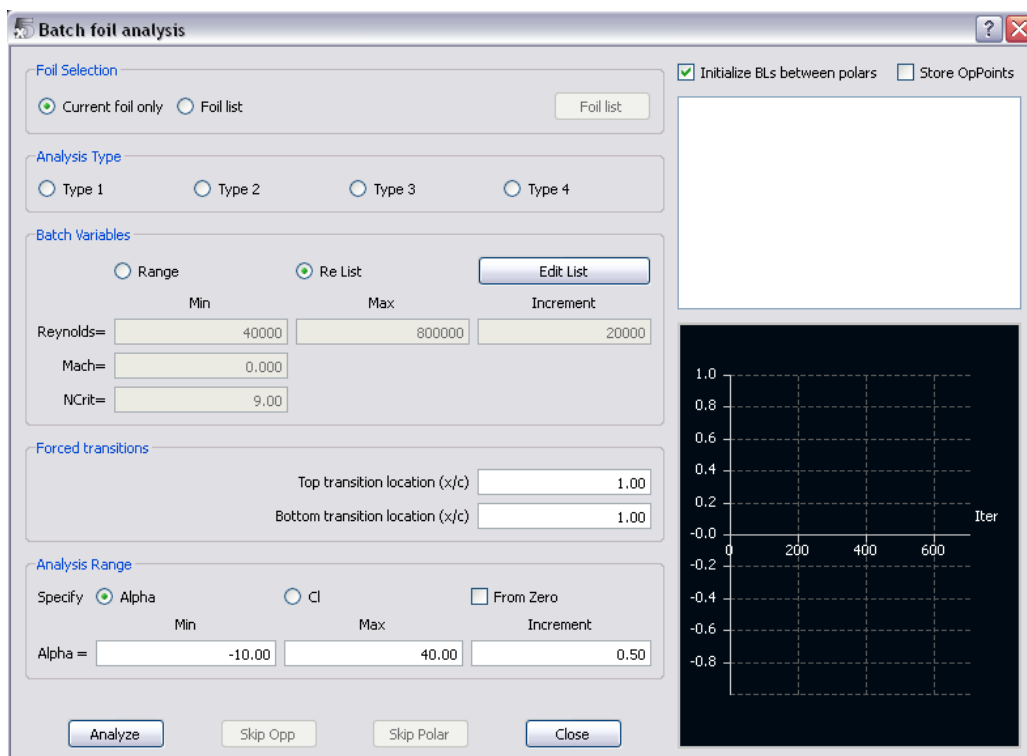 Batch foil analysis
Foil Selection
Current foil only Foil list Foil list
Analysis Type
Type 1 Type 2 Type 3 Type 4
Batch Variables
Range Re List Edit List
Min Max Increment
Reynolds= 40000 800000 20000
Mach= 0.000
NCrit= 9.00
Forced transitions
Top transition location (x/c) 1.00
Bottom transition location (x/c) 1.00
Analysis Range
Specify Alpha Cl From Zero
Min Max Increment
Alpha = -10.00 40.00 0.50
Analyze Skip Opp Skip Polar Close
Initialize BLs between polars Store OpPoints
1.0
0.8
0.6
0.4
0.2
Iter
-0.0
0 200 400 600
-0.2
-0.4
-0.6
-0.8